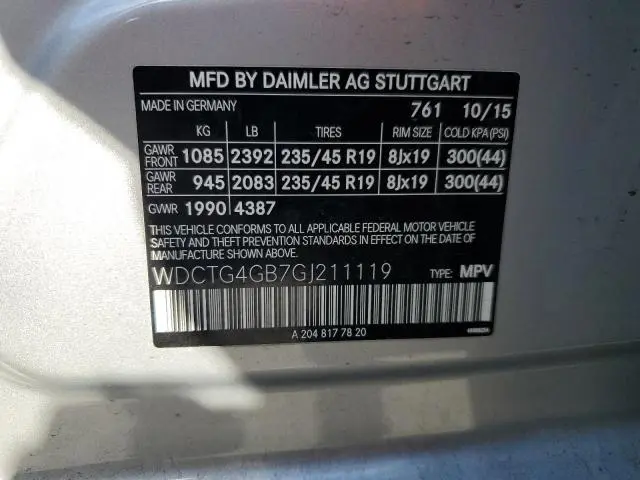 MFD BY DAIMLER AG STUTTGART
MADE IN GERMANY 761 10/15
KG LB TIRES RIM SIZE COLD KPA (PSI)
GAWR FRONT 1085 2392 235/45 R19 8Jx19 300(44)
GAWR REAR 945 2083 235/45 R19 8Jx19 300(44)
GVWR 1990 4387
THIS VEHICLE CONFORMS TO ALL APPLICABLE FEDERAL MOTOR VEHICLE
SAFETY AND THEFT PREVENTION STANDARDS IN EFFECT ON THE DATE OF
MANUFACTURE SHOWN ABOVE
WDCTG4GB7GJ211119 TYPE: MPV
A 204 817 78 20